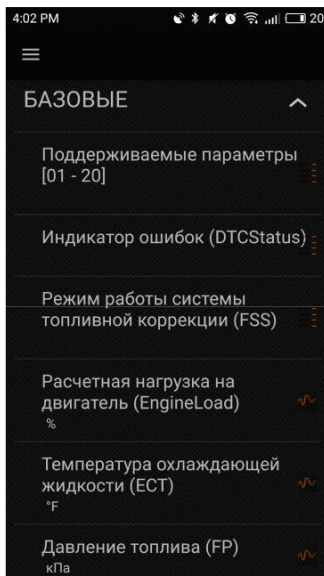 4:02 PM 20
БАЗОВЫЕ
Поддерживаемые параметры
[01 - 20]
Индикатор ошибок (DTCStatus)
Режим работы системы
топливной коррекции (FSS)
Расчетная нагрузка на
двигатель (EngineLoad)
%
Температура охлаждающей
жидкости (ECT)
°F
Давление топлива (FP)
кПа